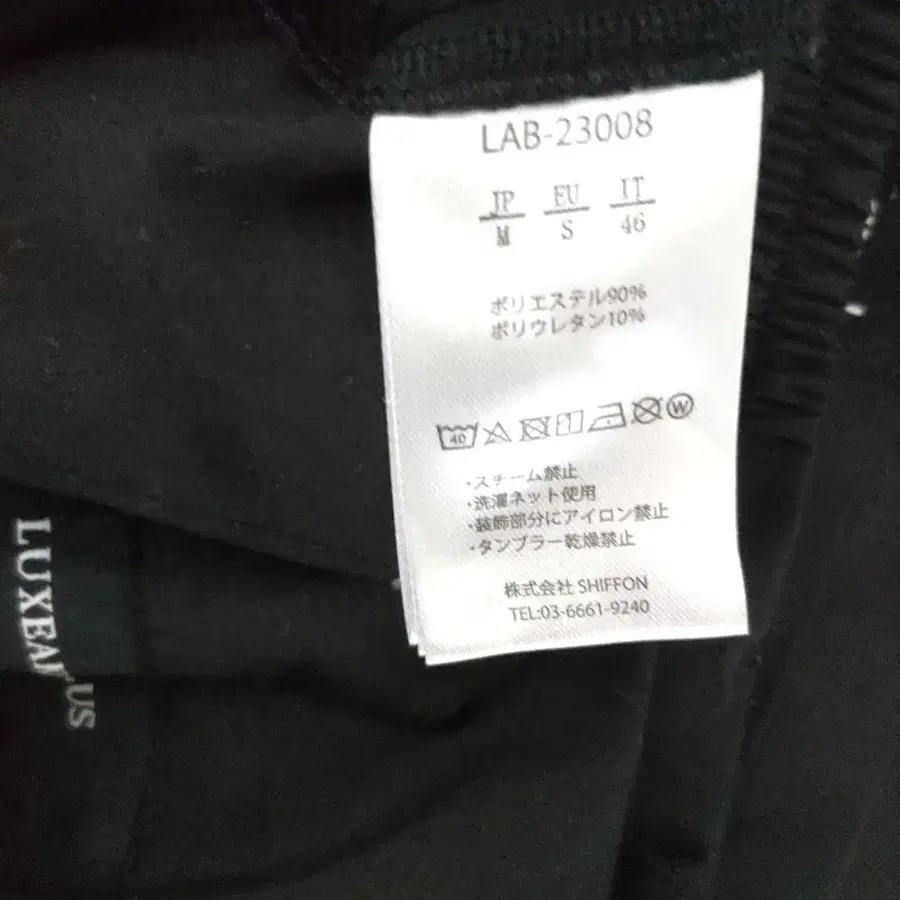 LAB-23008
JP EU IT
M S 46
ポリエステル90%
ポリウレタン10%
40 W
・スチーム禁止
・洗濯ネット使用
・装飾部分にアイロン禁止
・タンブラー乾燥禁止
株式会社 SHIFFON
TEL:03-6661-9240